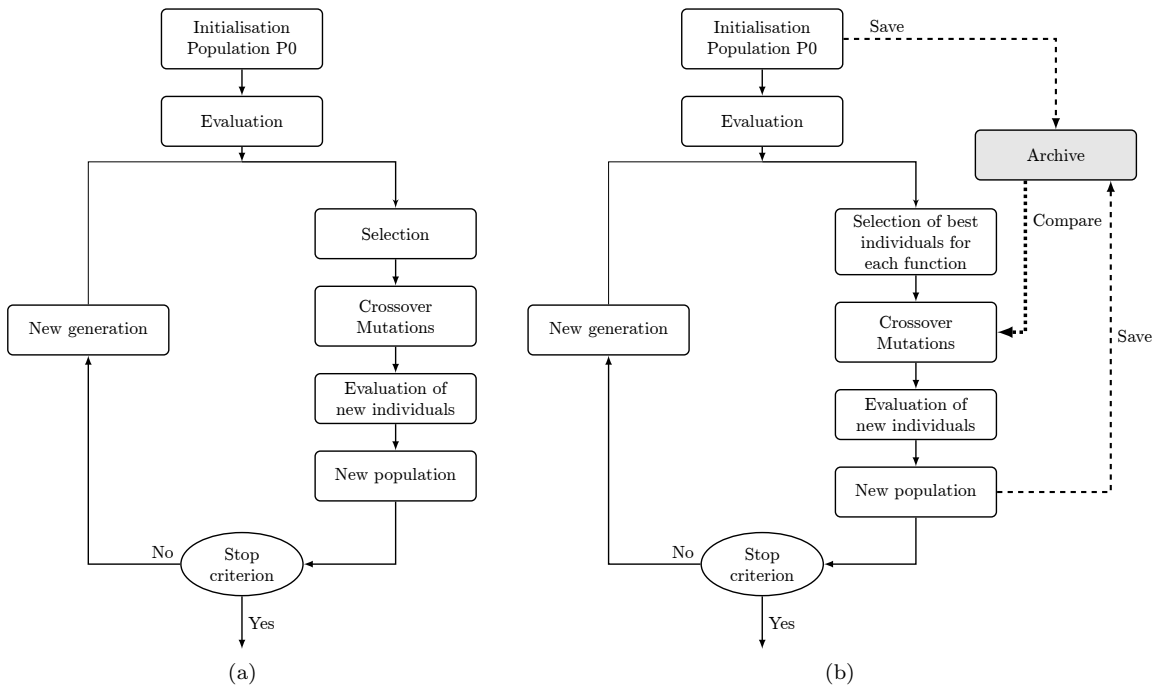 Initialisation
Population P0
Evaluation
Selection
Crossover
Mutations
New generation
Evaluation of
new individuals
New population
No
Stop
criterion
Yes
(a)
Initialisation
Population P0
Save
Evaluation
Archive
Selection of best
individuals for
each function
Compare
Crossover
Mutations
New generation
Save
Evaluation of
new individuals
New population
No
Stop
criterion
Yes
(b)